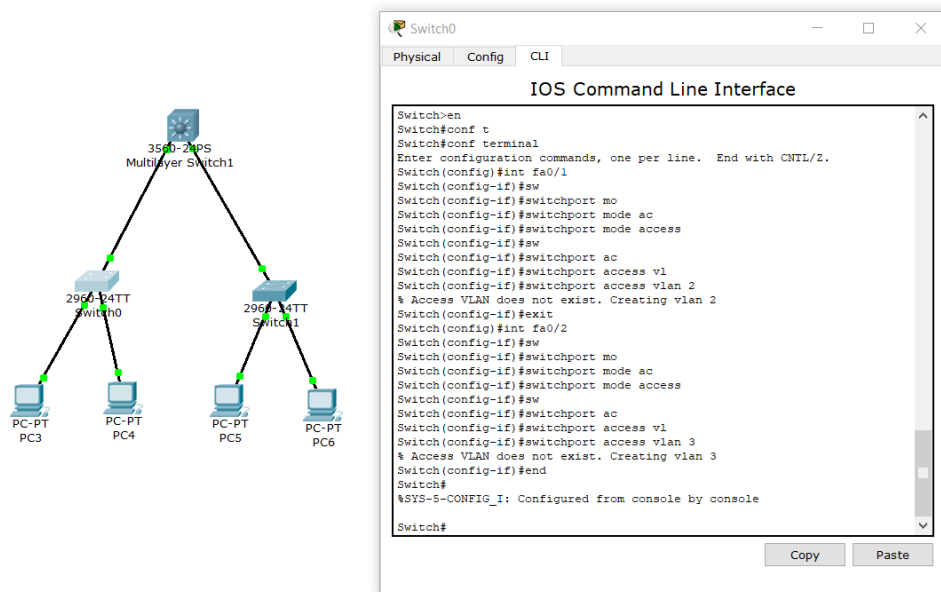 3560-24PS
Multilayer Switch1
2960-24TT
Switch0
2960-24TT
Switch1
PC-PT
PC3
PC-PT
PC4
PC-PT
PC5
PC-PT
PC6
Switch0
Physical Config CLI
IOS Command Line Interface
Switch>en
Switch#conf t
Switch#conf terminal
Enter configuration commands, one per line.  End with CNTL/Z.
Switch(config)#int fa0/1
Switch(config-if)#sw
Switch(config-if)#switchport mo
Switch(config-if)#switchport mode ac
Switch(config-if)#switchport mode access
Switch(config-if)#sw
Switch(config-if)#switchport ac
Switch(config-if)#switchport access vl
Switch(config-if)#switchport access vlan 2
% Access VLAN does not exist. Creating vlan 2
Switch(config-if)#exit
Switch(config)#int fa0/2
Switch(config-if)#sw
Switch(config-if)#switchport mo
Switch(config-if)#switchport mode ac
Switch(config-if)#switchport mode access
Switch(config-if)#sw
Switch(config-if)#switchport ac
Switch(config-if)#switchport access vl
Switch(config-if)#switchport access vlan 3
% Access VLAN does not exist. Creating vlan 3
Switch(config-if)#end
Switch#
%SYS-5-CONFIG_I: Configured from console by console
Switch#
Copy Paste